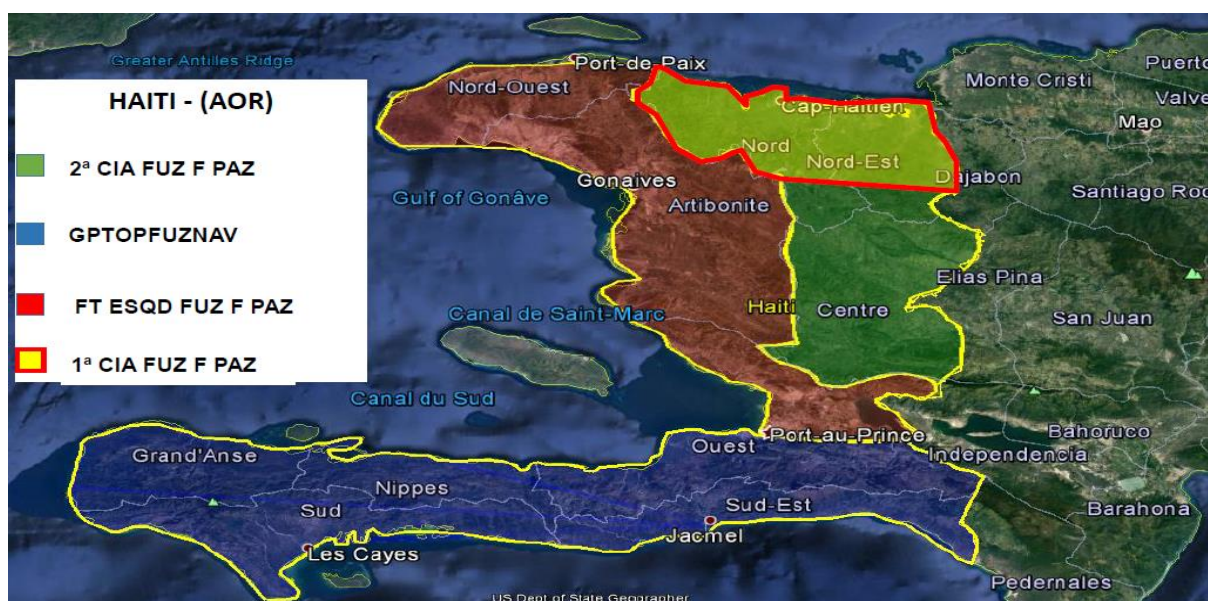 Greater Antilles Ridge
HAITI - (AOR)
2ª CIA FUZ F PAZ
GPTOPFUZNAV
FT ESQD FUZ F PAZ
1ª CIA FUZ F PAZ
Port-de-Paix
Nord-Ouest
Cap-Haïtien
Nord
Nord-Est
Monte Cristi
Puerto
Valv
Mao
Dajabon
Santiago Roc
Gonaives
Gulf of Gonâve
Artibonite
Elias Pina
Haiti
Centre
Canal de Saint-Marc
San Juan
Canal du Sud
Port-au-Prince
Ouest
Bahoruco
Independencia
Grand'Anse
Nippes
Sud
Sud-Est
Barahona
Jacmel
Les Cayes
Pedernales
US Dept of State Geographer